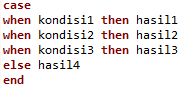 case
when kondisi1 then hasil1
when kondisi2 then hasil2
when kondisi3 then hasil3
else hasil4
end